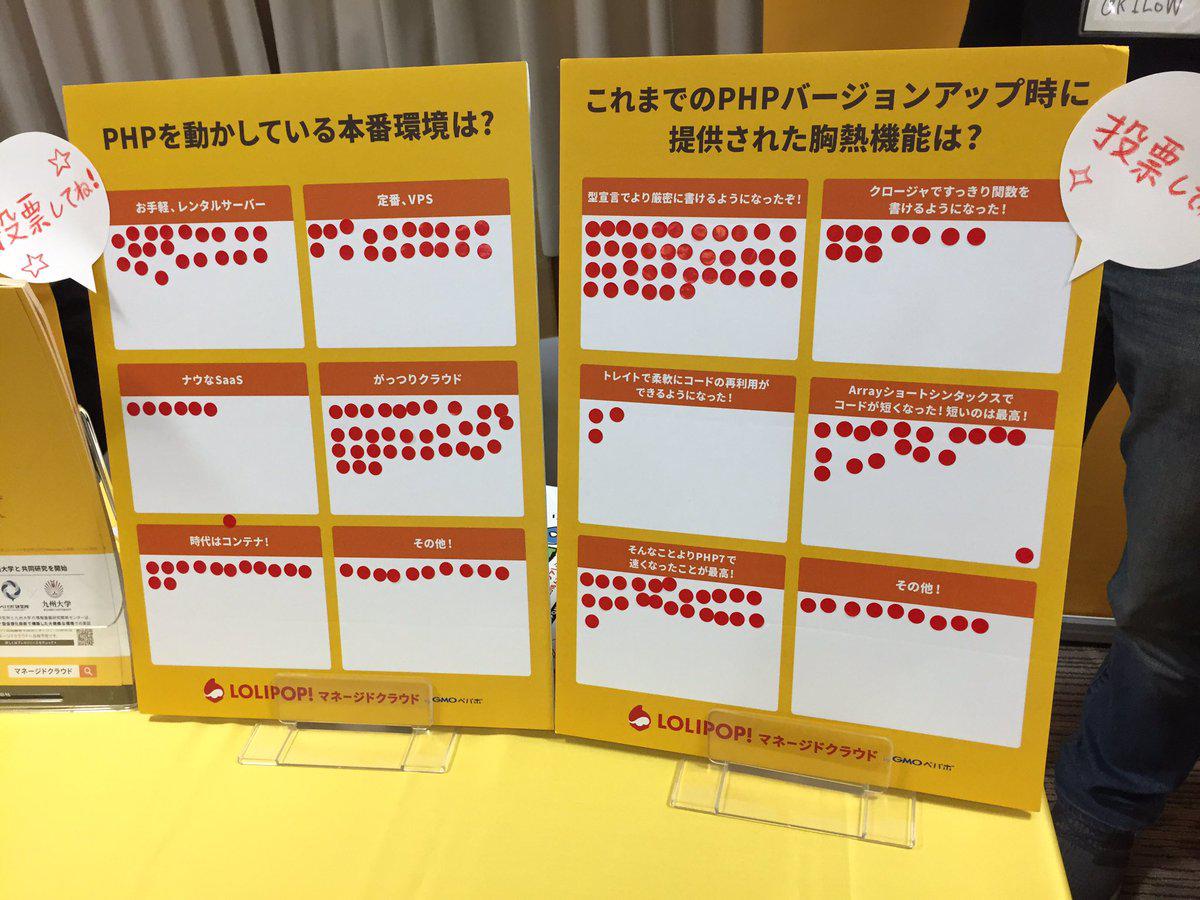 PHPを動かしている本番環境は?
お手軽、レンタルサーバー
定番、VPS
ナウなSaaS
がっつりクラウド
時代はコンテナ!
その他!
LOLIPOP! マネージドクラウド by GMOペパボ
投票してね!
これまでのPHPバージョンアップ時に
提供された胸熱機能は?
型宣言でより厳密に書けるようになったぞ!
クロージャですっきり関数を
書けるようになった!
トレイトで柔軟にコードの再利用が
できるようになった!
Arrayショートシンタックスで
コードが短くなった!短いのは最高!
そんなことよりPHP7で
速くなったことが最高!
その他!
LOLIPOP! マネージドクラウド by GMOペパボ
投票し
大学と共同研究を開始
九州大学
マネージドクラウド